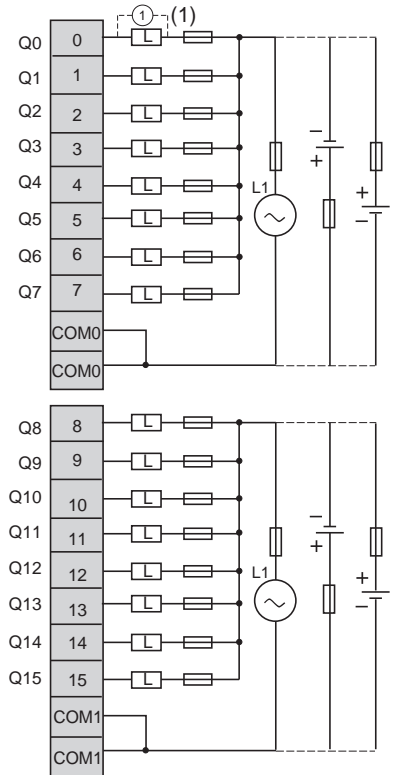 ① (1)
Q0 0 L
Q1 1 L
Q2 2 L
Q3 3 L
Q4 4 L L1
Q5 5 L
Q6 6 L
Q7 7 L
COM0
COM0
− + + −
Q8 8 L
Q9 9 L
Q10 10 L
Q11 11 L
Q12 12 L L1
Q13 13 L
Q14 14 L
Q15 15 L
COM1
COM1
− + + −